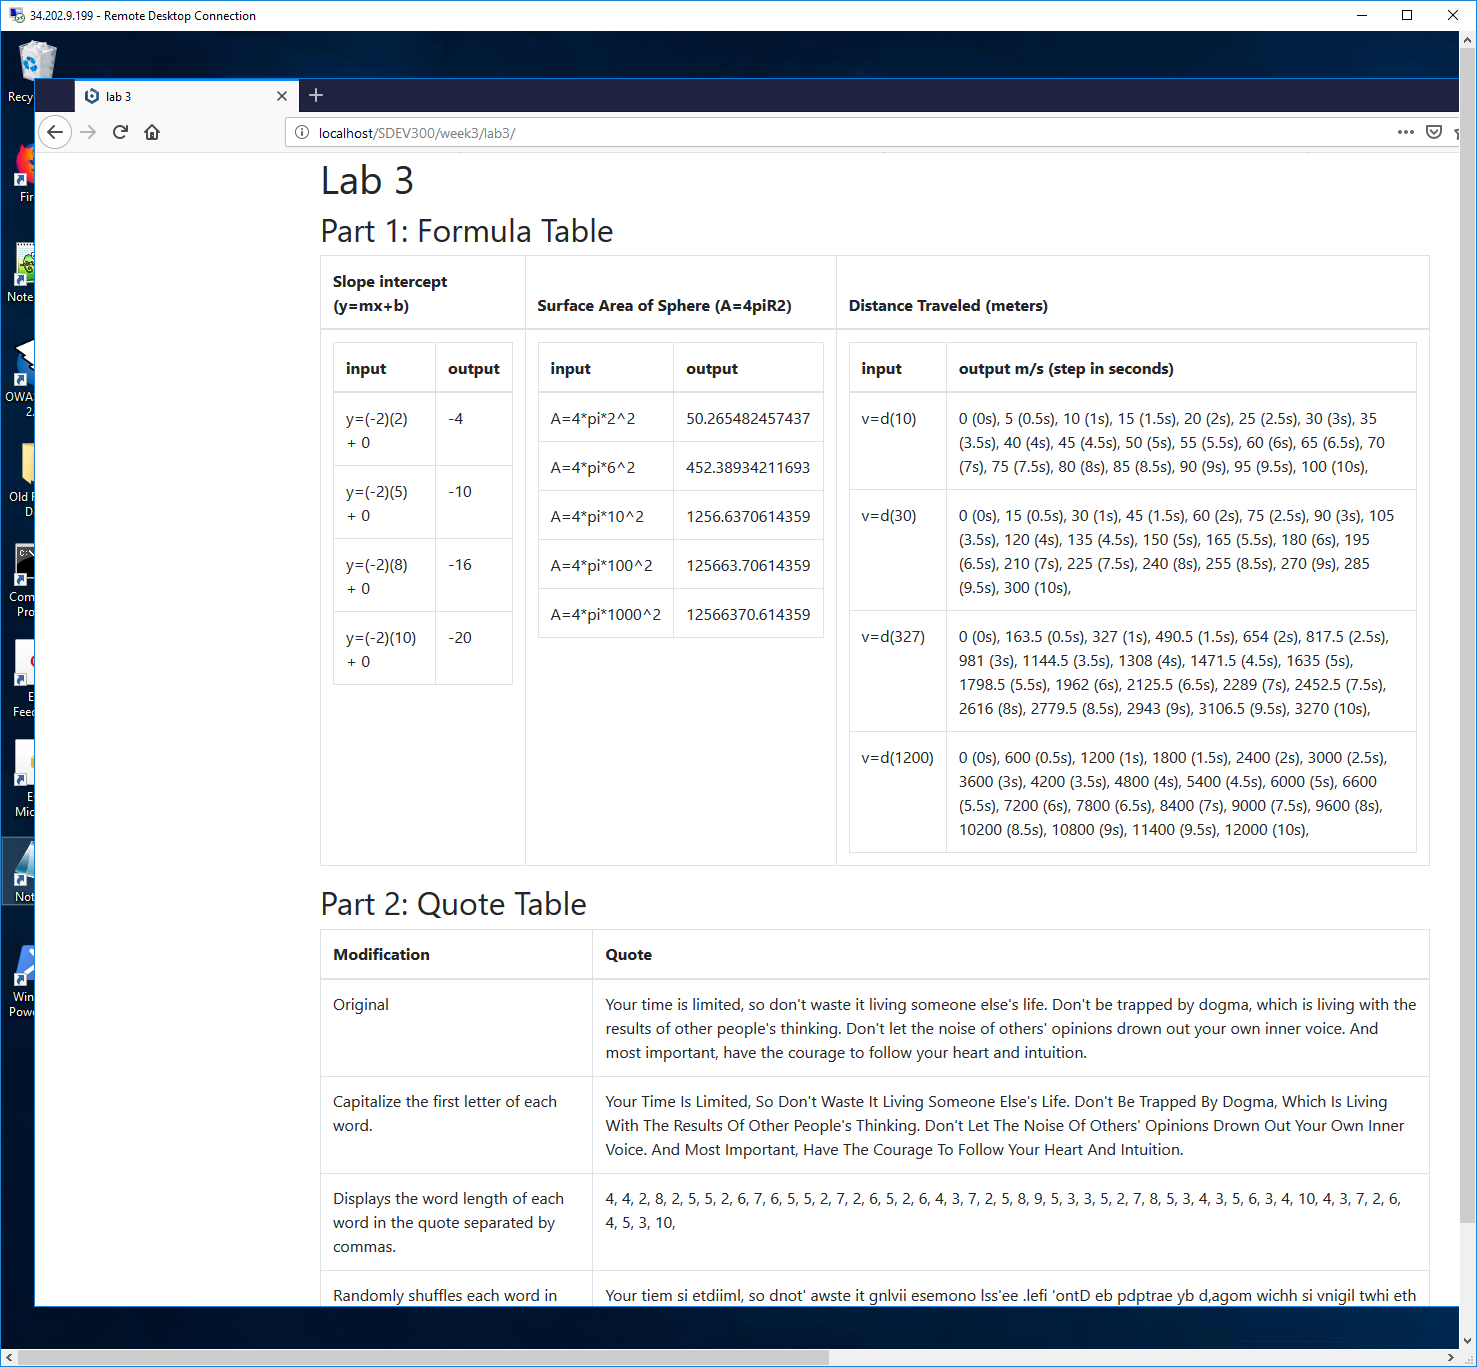 34.202.9.199 - Remote Desktop Connection
Recy
lab 3
localhost/SDEV300/week3/lab3/
Fir
Note
OWA
2.
Old F
D
Com
Pro
E
Feed
E
Mic
Not
Win
Powe
Lab 3
Part 1: Formula Table
Slope intercept
(y=mx+b)
Surface Area of Sphere (A=4piR2)
Distance Traveled (meters)
input output
y=(-2)(2) -4
+ 0
y=(-2)(5) -10
+ 0
y=(-2)(8) -16
+ 0
y=(-2)(10) -20
+ 0
input output
A=4*pi*2^2 50.265482457437
A=4*pi*6^2 452.38934211693
A=4*pi*10^2 1256.6370614359
A=4*pi*100^2 125663.70614359
A=4*pi*1000^2 12566370.614359
input output m/s (step in seconds)
v=d(10) 0 (0s), 5 (0.5s), 10 (1s), 15 (1.5s), 20 (2s), 25 (2.5s), 30 (3s), 35
(3.5s), 40 (4s), 45 (4.5s), 50 (5s), 55 (5.5s), 60 (6s), 65 (6.5s), 70
(7s), 75 (7.5s), 80 (8s), 85 (8.5s), 90 (9s), 95 (9.5s), 100 (10s),
v=d(30) 0 (0s), 15 (0.5s), 30 (1s), 45 (1.5s), 60 (2s), 75 (2.5s), 90 (3s), 105
(3.5s), 120 (4s), 135 (4.5s), 150 (5s), 165 (5.5s), 180 (6s), 195
(6.5s), 210 (7s), 225 (7.5s), 240 (8s), 255 (8.5s), 270 (9s), 285
(9.5s), 300 (10s),
v=d(327) 0 (0s), 163.5 (0.5s), 327 (1s), 490.5 (1.5s), 654 (2s), 817.5 (2.5s),
981 (3s), 1144.5 (3.5s), 1308 (4s), 1471.5 (4.5s), 1635 (5s),
1798.5 (5.5s), 1962 (6s), 2125.5 (6.5s), 2289 (7s), 2452.5 (7.5s),
2616 (8s), 2779.5 (8.5s), 2943 (9s), 3106.5 (9.5s), 3270 (10s),
v=d(1200) 0 (0s), 600 (0.5s), 1200 (1s), 1800 (1.5s), 2400 (2s), 3000 (2.5s),
3600 (3s), 4200 (3.5s), 4800 (4s), 5400 (4.5s), 6000 (5s), 6600
(5.5s), 7200 (6s), 7800 (6.5s), 8400 (7s), 9000 (7.5s), 9600 (8s),
10200 (8.5s), 10800 (9s), 11400 (9.5s), 12000 (10s),
Part 2: Quote Table
Modification Quote
Original
Your time is limited, so don't waste it living someone else's life. Don't be trapped by dogma, which is living with the
results of other people's thinking. Don't let the noise of others' opinions drown out your own inner voice. And
most important, have the courage to follow your heart and intuition.
Capitalize the first letter of each
word.
Your Time Is Limited, So Don't Waste It Living Someone Else's Life. Don't Be Trapped By Dogma, Which Is Living
With The Results Of Other People's Thinking. Don't Let The Noise Of Others' Opinions Drown Out Your Own Inner
Voice. And Most Important, Have The Courage To Follow Your Heart And Intuition.
Displays the word length of each
word in the quote separated by
commas.
4, 4, 2, 8, 2, 5, 5, 2, 6, 7, 6, 5, 5, 2, 7, 2, 6, 5, 2, 6, 4, 3, 7, 2, 5, 8, 9, 5, 3, 3, 5, 2, 7, 8, 5, 3, 4, 3, 5, 6, 3, 4, 10, 4, 3, 7, 2, 6,
4, 5, 3, 10,
Randomly shuffles each word in
Your tiem si etdiiml, so dnot' awste it gnlvii esemono lss'ee .lefi 'ontD eb pdptrae yb d,agom wichh si vnigil twhi eth